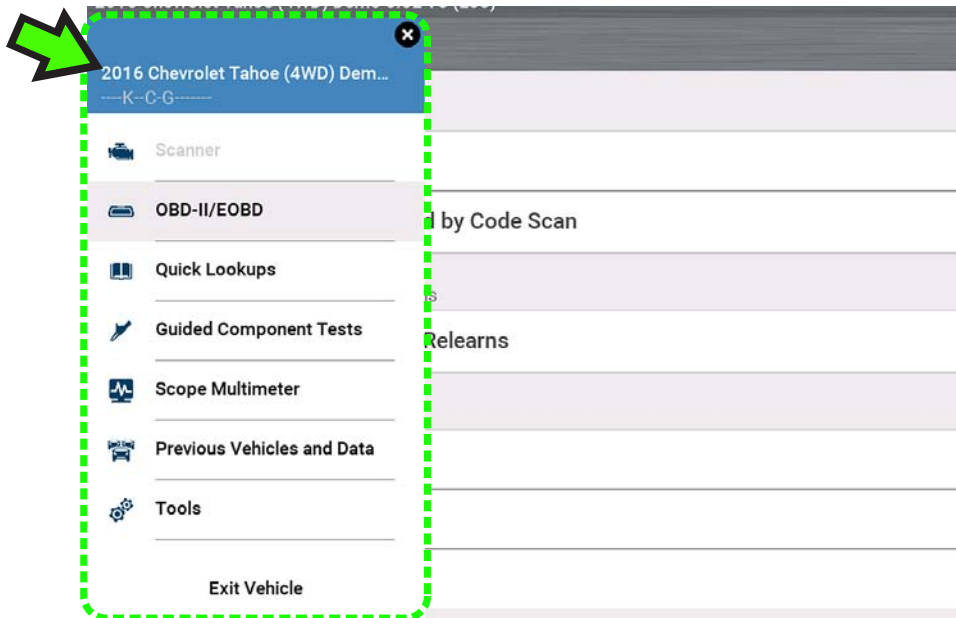 2016 Chevrolet Tahoe (4WD) Dem...
----K--C-G-------
Scanner
OBD-II/EOBD
Quick Lookups
Guided Component Tests
Scope Multimeter
Previous Vehicles and Data
Tools
Exit Vehicle
by Code Scan
Relearns